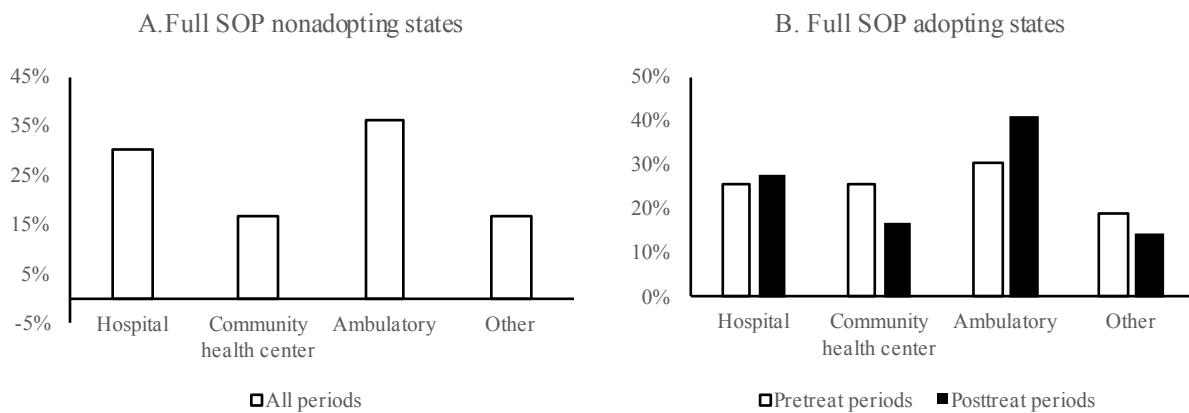 A.Full SOP nonadopting states
45%
35%
25%
15%
5%
-5%
Hospital
Community
health center
Ambulatory
Other
All periods
B. Full SOP adopting states
50%
40%
30%
20%
10%
0%
Hospital
Community
health center
Ambulatory
Other
Pretreat periods
Posttreat periods